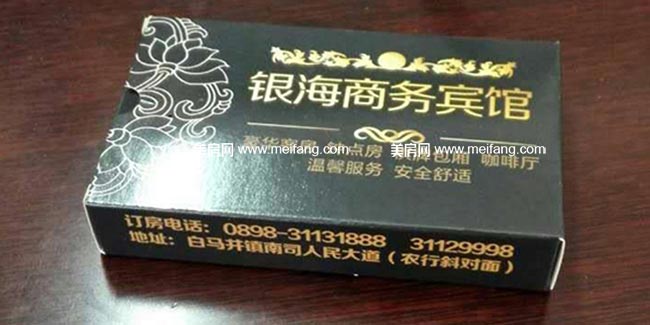 银海商务宾馆
豪华客房 钟点房 包厢 咖啡厅
美房网 www.meifang.com 美房网 www.meifang.com
温馨服务 安全舒适
订房电话：0898-31131888 31129998
地址：白马井镇南司人民大道（农行斜对面）